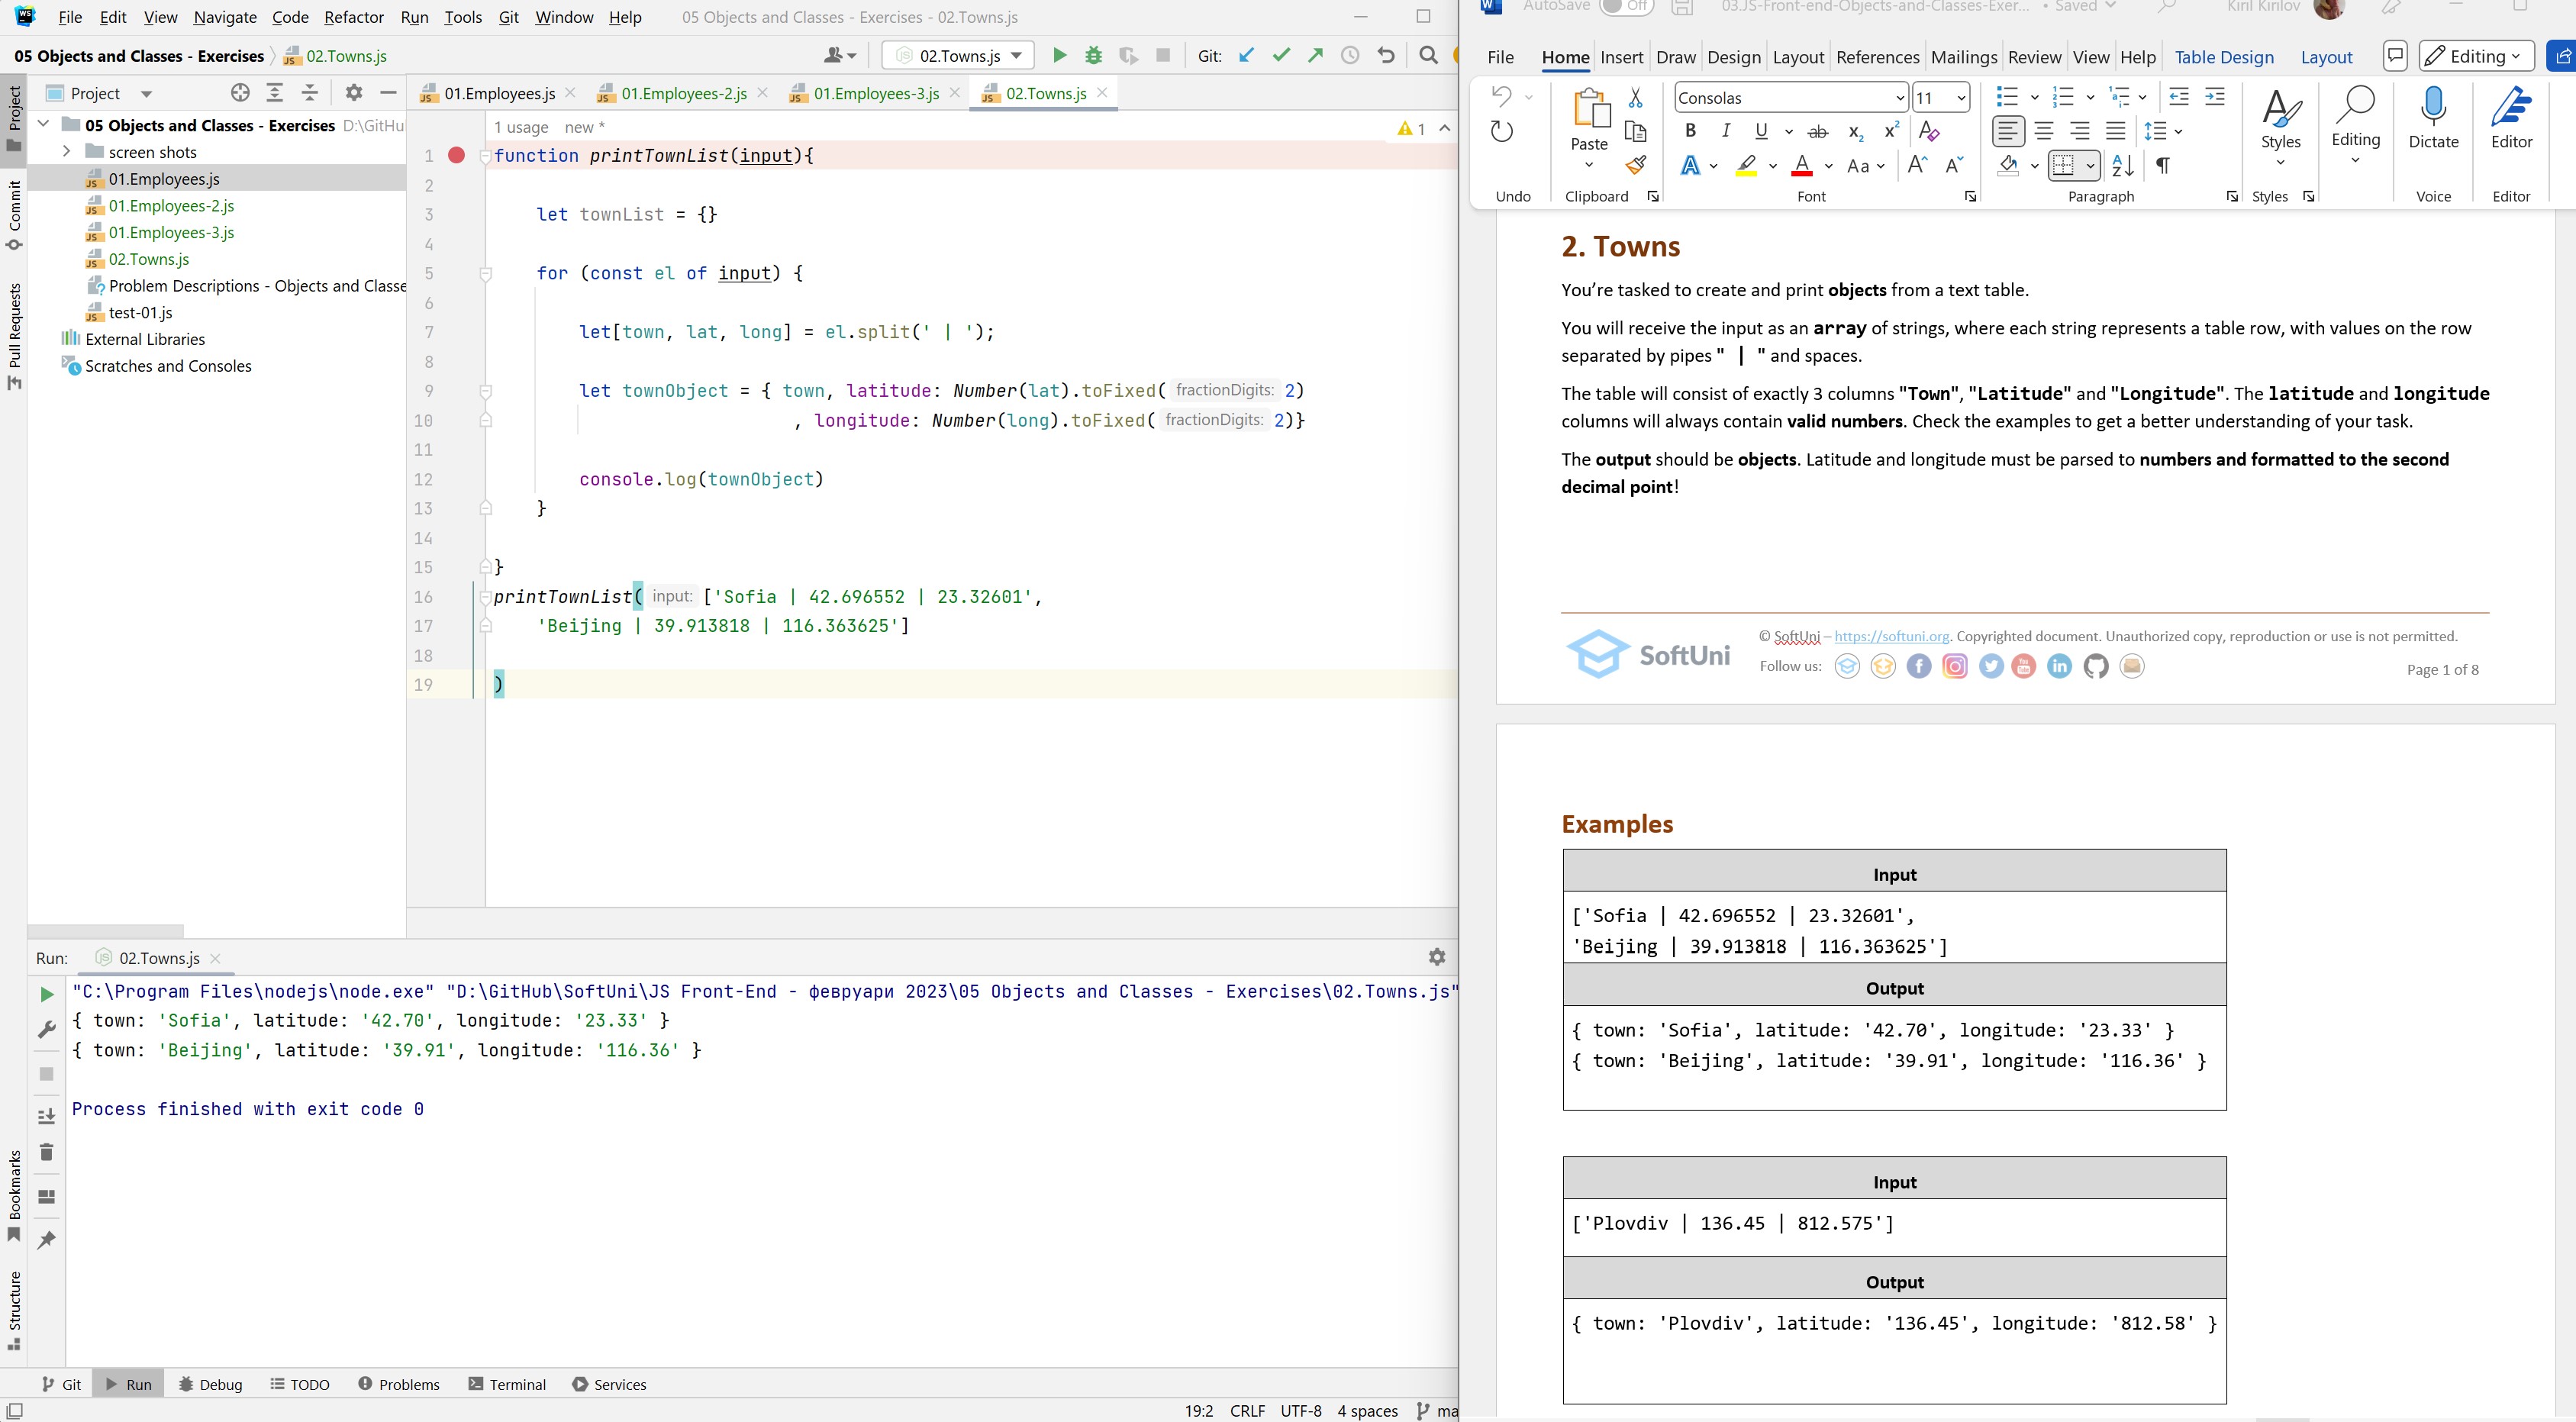 File Edit View Navigate Code Refactor Run Tools Git Window Help 05 Objects and Classes - Exercises - 02.Towns.js
05 Objects and Classes - Exercises 02.Towns.js 02.Towns.js Git:
Project
01.Employees.js 01.Employees-2.js 01.Employees-3.js 02.Towns.js
05 Objects and Classes - Exercises D:\GitHu
screen shots
01.Employees.js
01.Employees-2.js
01.Employees-3.js
02.Towns.js
Problem Descriptions - Objects and Classe
test-01.js
External Libraries
Scratches and Consoles
Project
Commit
Pull Requests
Bookmarks
Structure
1 usage new *
1
1 function printTownList(input){
2
3 let townList = {}
4
5 for (const el of input) {
6
7 let[town, lat, long] = el.split(' | ');
8
9 let townObject = { town, latitude: Number(lat).toFixed( fractionDigits: 2)
10 , longitude: Number(long).toFixed( fractionDigits: 2)}
11
12 console.log(townObject)
13 }
14
15 }
16 printTownList( input: ['Sofia | 42.696552 | 23.32601',
17 'Beijing | 39.913818 | 116.363625']
18
19 )
Run: 02.Towns.js
"C:\Program Files\nodejs\node.exe" "D:\GitHub\SoftUni\JS Front-End - февруари 2023\05 Objects and Classes - Exercises\02.Towns.js"
{ town: 'Sofia', latitude: '42.70', longitude: '23.33' }
{ town: 'Beijing', latitude: '39.91', longitude: '116.36' }
Process finished with exit code 0
Git Run Debug TODO Problems Terminal Services
19:2 CRLF UTF-8 4 spaces ma
AutoSave Off 03.JS-Front-end-Objects-and-Classes-Exer... • Saved Kiril Kirilov
File Home Insert Draw Design Layout References Mailings Review View Help Table Design Layout Editing
Consolas 11
Paste Styles Editing Dictate Editor
Undo Clipboard Font Paragraph Styles Voice Editor
2. Towns
You're tasked to create and print objects from a text table.
You will receive the input as an array of strings, where each string represents a table row, with values on the row
separated by pipes " | " and spaces.
The table will consist of exactly 3 columns "Town", "Latitude" and "Longitude". The latitude and longitude
columns will always contain valid numbers. Check the examples to get a better understanding of your task.
The output should be objects. Latitude and longitude must be parsed to numbers and formatted to the second
decimal point!
SoftUni
© SoftUni – https://softuni.org. Copyrighted document. Unauthorized copy, reproduction or use is not permitted.
Follow us:
Page 1 of 8
Examples
Input
['Sofia | 42.696552 | 23.32601',
'Beijing | 39.913818 | 116.363625']
Output
{ town: 'Sofia', latitude: '42.70', longitude: '23.33' }
{ town: 'Beijing', latitude: '39.91', longitude: '116.36' }
Input
['Plovdiv | 136.45 | 812.575']
Output
{ town: 'Plovdiv', latitude: '136.45', longitude: '812.58' }